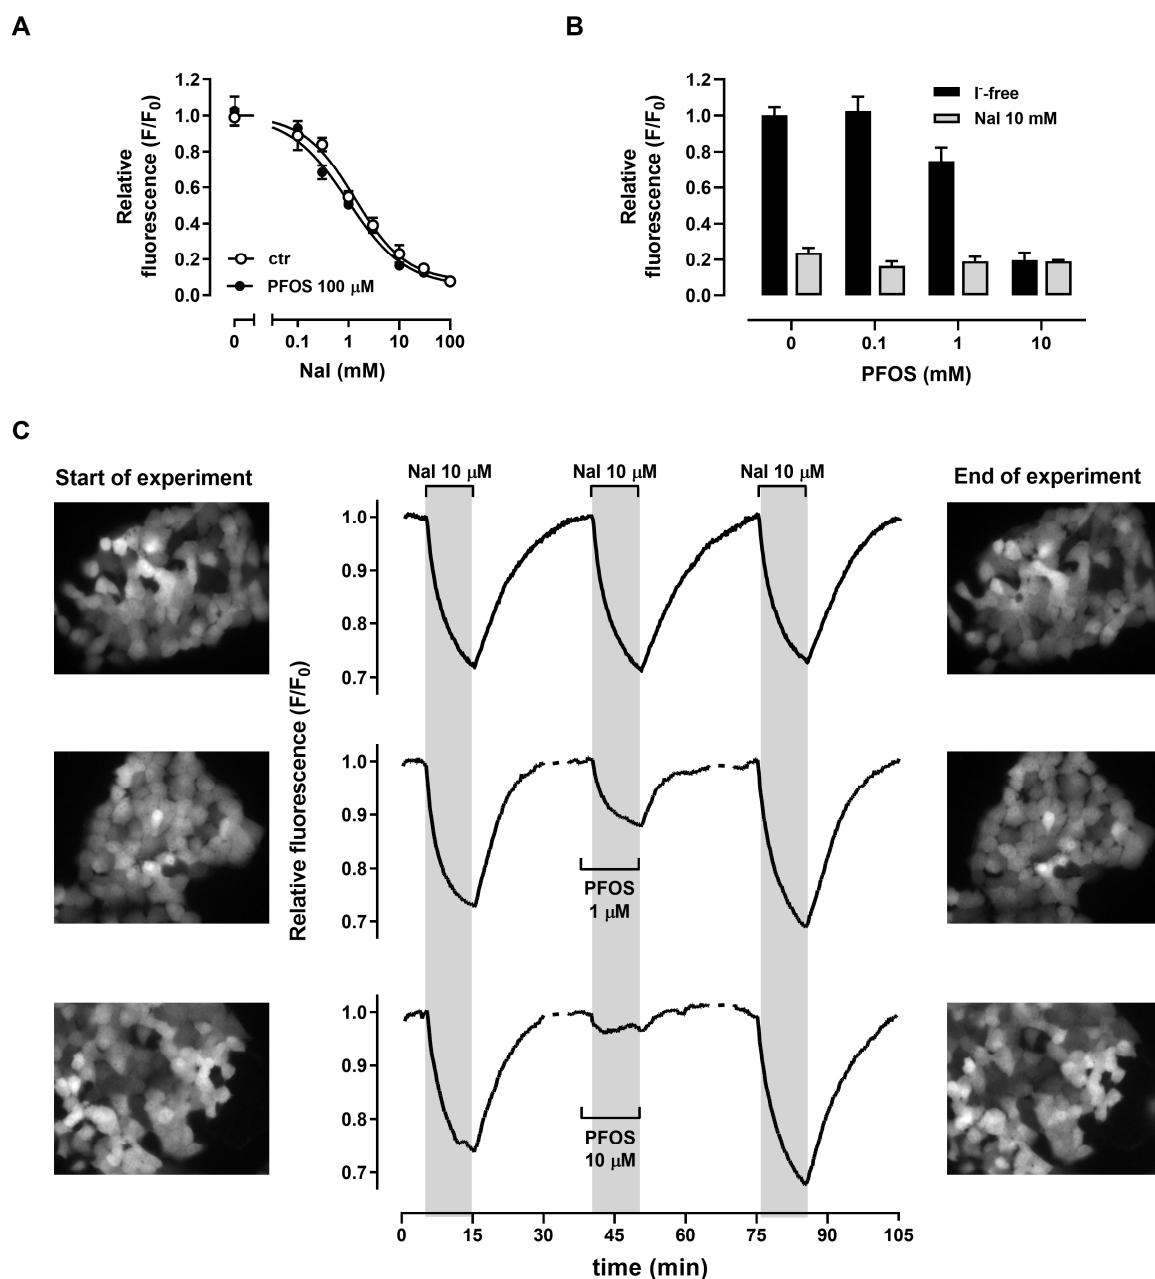 A
Relative
fluorescence (F/F0)
1.2
1.0
0.8
0.6
0.4
0.2
0.0
ctr
PFOS 100 µM
0 0.1 1 10 100
NaI (mM)
B
Relative
fluorescence (F/F0)
1.2
1.0
0.8
0.6
0.4
0.2
0.0
I--free
NaI 10 mM
0 0.1 1 10
PFOS (mM)
C
Start of experiment
NaI 10 µM NaI 10 µM NaI 10 µM
End of experiment
Relative fluorescence (F/F0)
1.0
0.9
0.8
0.7
1.0
0.9
0.8
0.7
PFOS
1 µM
1.0
0.9
0.8
0.7
PFOS
10 µM
0 15 30 45 60 75 90 105
time (min)